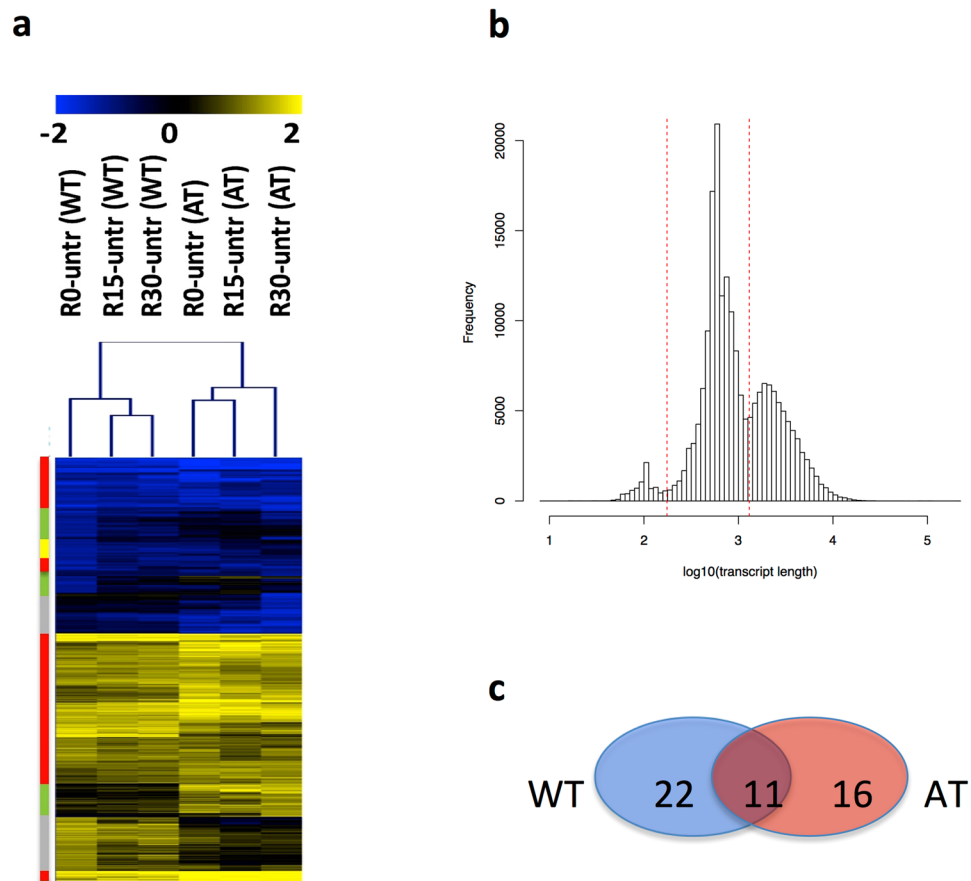 a
-2 0 2
R0-untr (WT)
R15-untr (WT)
R30-untr (WT)
R0-untr (AT)
R15-untr (AT)
R30-untr (AT)
b
Frequency
20000
15000
10000
5000
0
1 2 3 4 5
log10(transcript length)
c
WT 22 11 16 AT